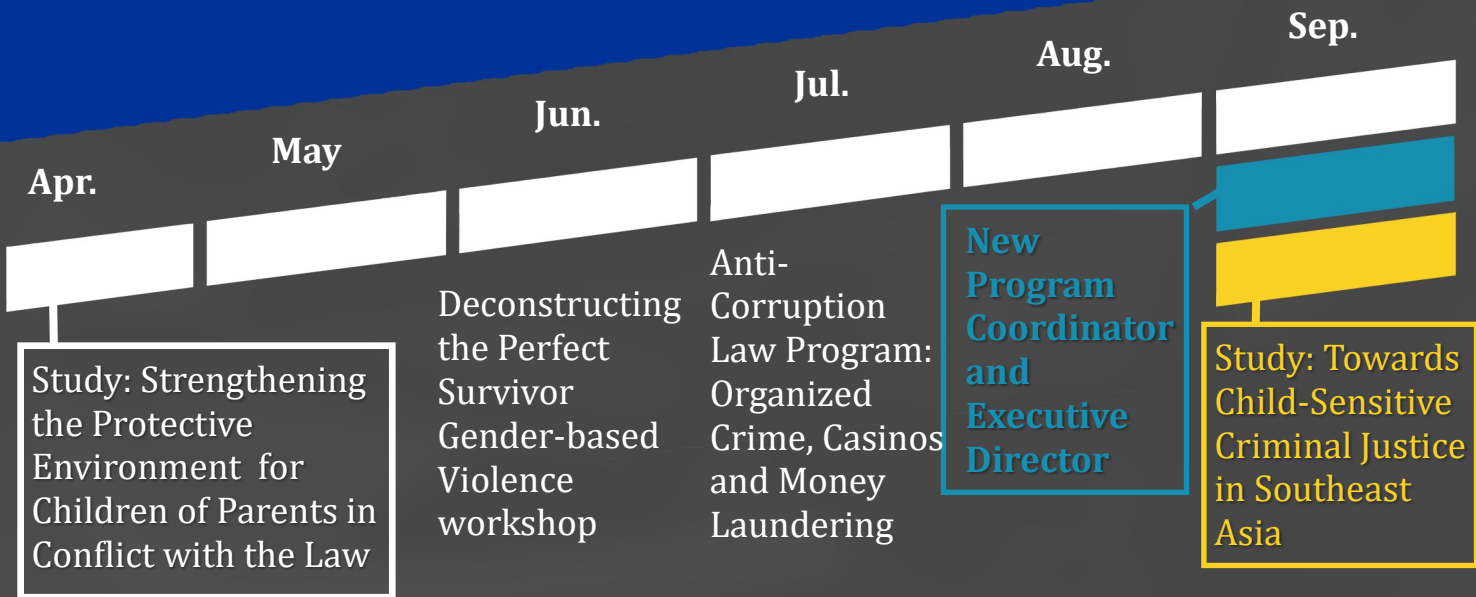 Apr.
May
Jun.
Jul.
Aug.
Sep.
Study: Strengthening
the Protective
Environment for
Children of Parents in
Conflict with the Law
Deconstructing
the Perfect
Survivor
Gender-based
Violence
workshop
Anti-
Corruption
Law Program:
Organized
Crime, Casinos
and Money
Laundering
New
Program
Coordinator
and
Executive
Director
Study: Towards
Child-Sensitive
Criminal Justice
in Southeast
Asia